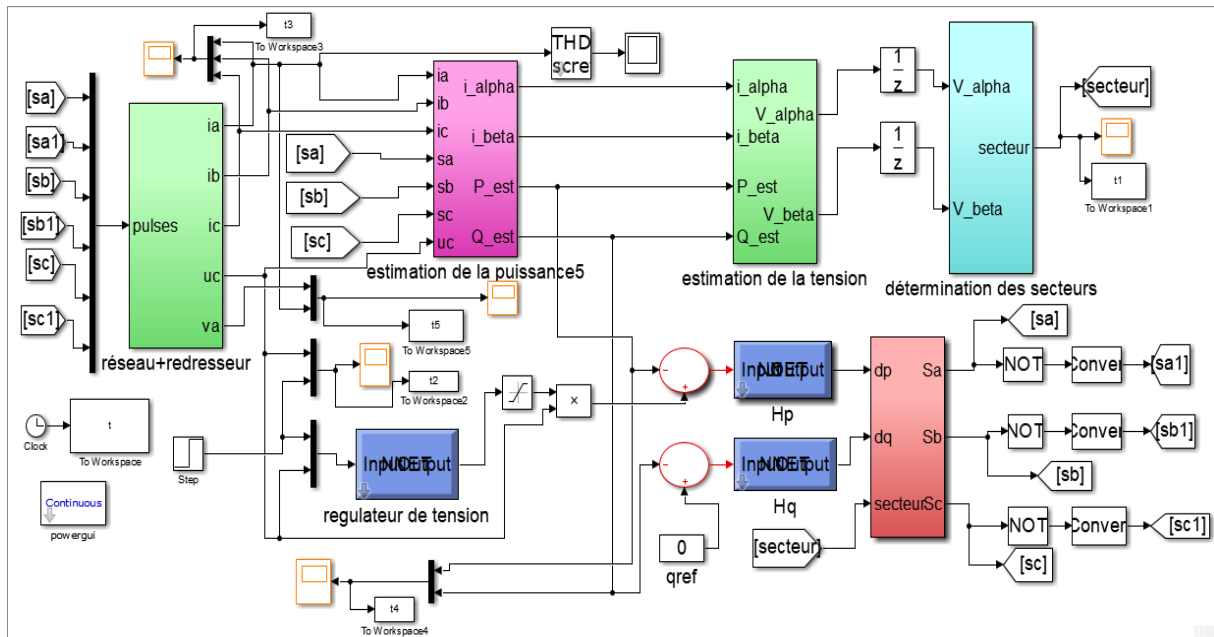 t3
To Workspace3
[sa]
[sa1]
[sb]
[sb1]
[sc]
[sc1]
pulses
ia
ib
ic
uc
va
réseau+redresseur
[sa]
[sb]
[sc]
ia
ib
ic
sa
sb
sc
uc
i_alpha
i_beta
P_est
Q_est
estimation de la puissance5
THD
scre
i_alpha
i_beta
P_est
Q_est
V_alpha
V_beta
estimation de la tension
1
z
1
z
V_alpha
V_beta
secteur
détermination des secteurs
[secteur]
t1
To Workspace1
t5
To Workspace5
t2
To Workspace2
Clock
t
To Workspace
Step
Continuous
powergui
regulateur de tension
×
-
+
Hp
-
+
Hq
0
qref
[secteur]
dp
dq
secteur
Sa
Sb
Sc
[sa]
NOT
Conver
[sa1]
NOT
Conver
[sb1]
[sb]
NOT
Conver
[sc1]
[sc]
t4
To Workspace4